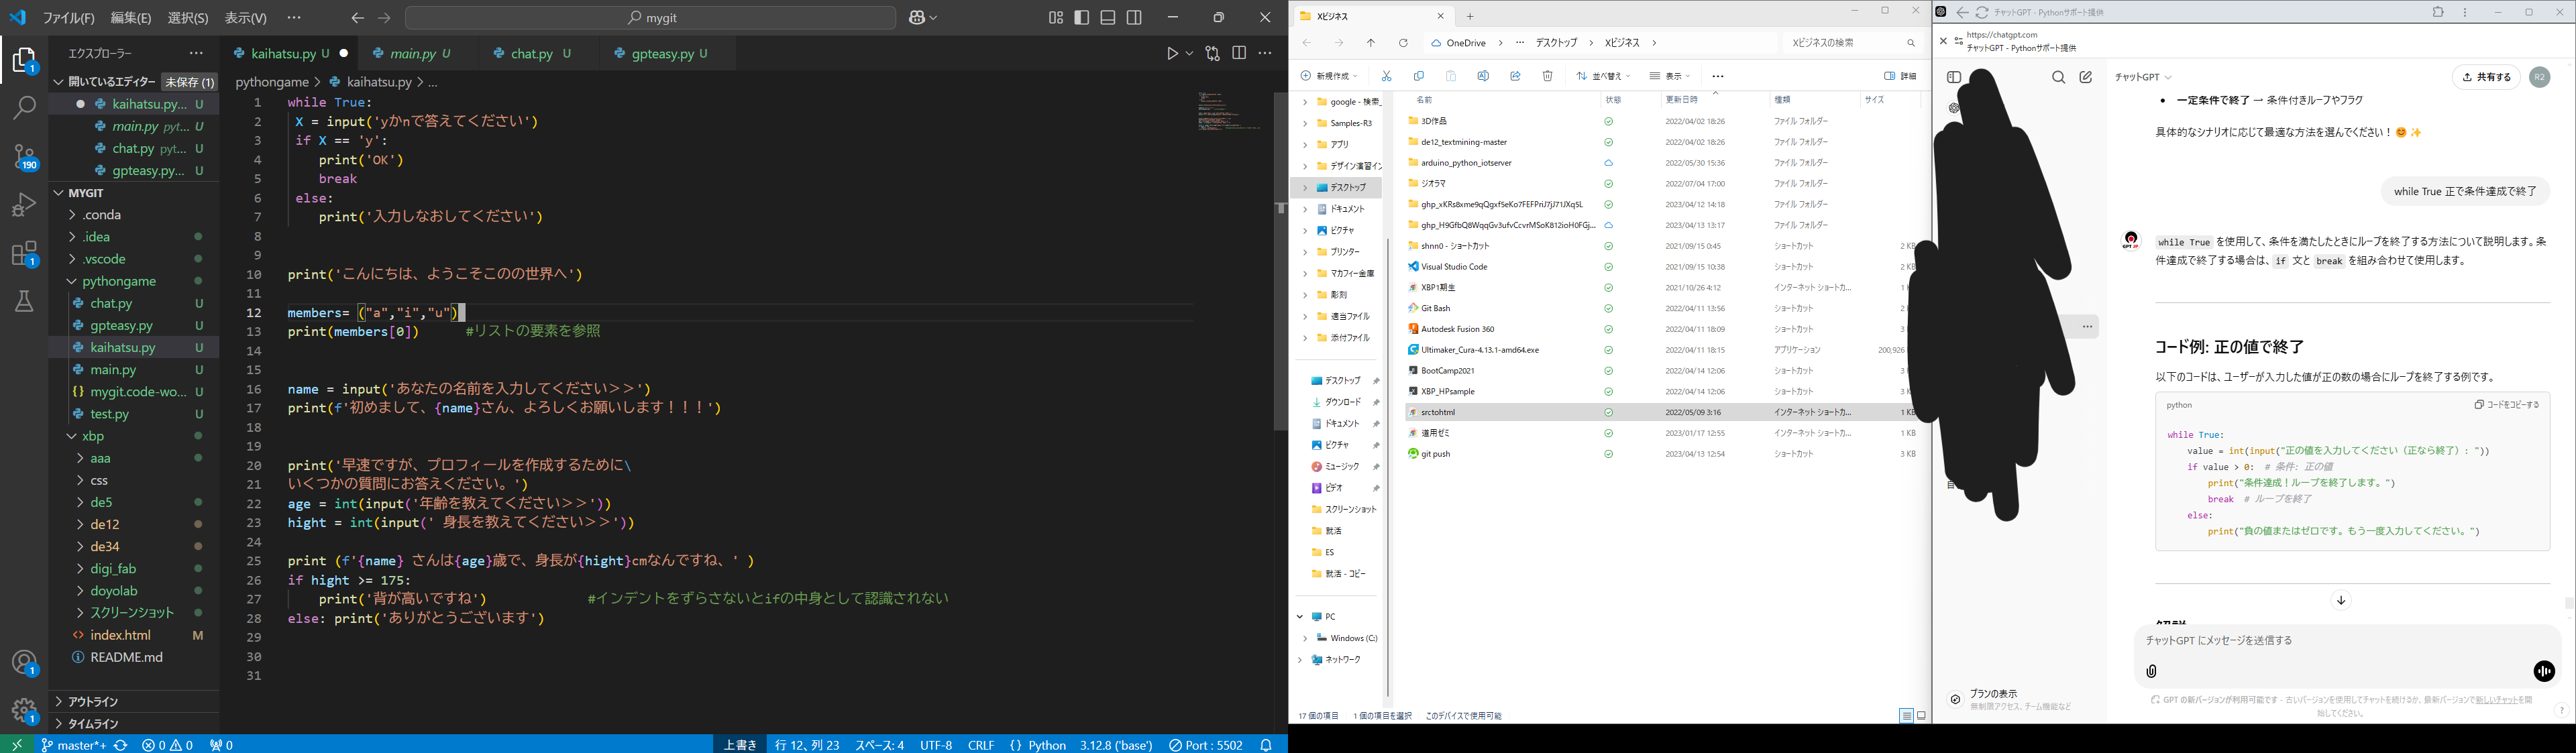 ファイル(F) 編集(E) 選択(S) 表示(V) …
mygit
エクスプローラー
開いているエディター 未保存 (1)
kaihatsu.py... U
main.py pyt... U
chat.py pyt... U
gpteasy.py... U
MYGIT
.conda
.idea
.vscode
pythongame
chat.py U
gpteasy.py U
kaihatsu.py U
main.py U
mygit.code-wo... U
test.py U
xbp
aaa
css
de5
de12
de34
digi_fab
doyolab
スクリーンショット
index.html M
README.md
アウトライン
タイムライン
1
190
1
1
1
kaihatsu.py U
main.py U
chat.py U
gpteasy.py U
pythongame > kaihatsu.py > ...
1 while True:
2 X = input('yかnで答えてください')
3 if X == 'y':
4 print('OK')
5 break
6 else:
7 print('入力しなおしてください')
8
9
10 print('こんにちは、ようこそこのの世界へ')
11
12 members= ("a","i","u")
13 print(members[0]) #リストの要素を参照
14
15
16 name = input('あなたの名前を入力してください＞＞')
17 print(f'初めまして、{name}さん、よろしくお願いします！！！')
18
19
20 print('早速ですが、プロフィールを作成するために\
21 いくつかの質問にお答えください。')
22 age = int(input('年齢を教えてください＞＞'))
23 hight = int(input(' 身長を教えてください＞＞'))
24
25 print (f'{name} さんは{age}歳で、身長が{hight}cmなんですね、' )
26 if hight >= 175:
27 print('背が高いですね') #インデントをずらさないとifの中身として認識されない
28 else: print('ありがとうございます')
29
30
31
master*+ 0 0 0 上書き 行 12、列 23 スペース: 4 UTF-8 CRLF {} Python 3.12.8 ('base') Port : 5502
Xビジネス
OneDrive > … デスクトップ > Xビジネス >
Xビジネスの検索
新規作成 並べ替え 表示 … 詳細
google - 検索_
Samples-R3
アプリ
デザイン演習イン
デスクトップ
ドキュメント
ピクチャ
プリンター
マカフィー金庫
彫刻
適当ファイル
添付ファイル
デスクトップ
ダウンロード
ドキュメント
ピクチャ
ミュージック
ビデオ
スクリーンショット
就活
ES
就活 - コピー
PC
Windows (C:)
ネットワーク
名前 状態 更新日時 種類 サイズ
3D作品 2022/04/02 18:26 ファイル フォルダー
de12_textmining-master 2022/04/02 18:26 ファイル フォルダー
arduino_python_iotserver 2022/05/30 15:36 ファイル フォルダー
ジオラマ 2022/07/04 17:00 ファイル フォルダー
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 2023/04/12 14:18 ファイル フォルダー
ghp_H9GfbQ8WqqGv3ufvCcvrMSoK812ioH0FGj... 2023/04/13 13:17 ファイル フォルダー
shnn0 - ショートカット 2021/09/15 0:45 ショートカット 2 KB
Visual Studio Code 2021/09/15 10:38 ショートカット 2 KB
XBP1期生 2021/10/26 4:12 インターネット ショートカ... 1
Git Bash 2022/04/11 13:56 ショートカット 2
Autodesk Fusion 360 2022/04/11 18:09 ショートカット 3
Ultimaker_Cura-4.13.1-amd64.exe 2022/04/11 18:15 アプリケーション 200,926
BootCamp2021 2022/04/14 12:06 ショートカット 3
XBP_HPsample 2022/04/14 12:06 ショートカット 3
srctohtml 2022/05/09 3:16 インターネット ショートカ... 1 KB
道用ゼミ 2023/01/17 12:55 インターネット ショートカ... 1 KB
git push 2023/04/13 12:54 ショートカット 3 KB
17 個の項目 1 個の項目を選択 このデバイスで使用可能
チャットGPT - Pythonサポート提供
https://chatgpt.com
チャットGPT - Pythonサポート提供
チャットGPT
共有する
R2
• 一定条件で終了 → 条件付きループやフラグ
具体的なシナリオに応じて最適な方法を選んでください！😊✨
while True 正で条件達成で終了
while True を使用して、条件を満たしたときにループを終了する方法について説明します。条
件達成で終了する場合は、if 文と break を組み合わせて使用します。
コード例: 正の値で終了
以下のコードは、ユーザーが入力した値が正の数の場合にループを終了する例です。
python コードをコピーする
while True:
value = int(input("正の値を入力してください（正なら終了）: "))
if value > 0: # 条件: 正の値
print("条件達成！ループを終了します。")
break # ループを終了
else:
print("負の値またはゼロです。もう一度入力してください。")
チャットGPT にメッセージを送信する
プランの表示
無制限アクセス、チーム機能など
GPT の新バージョンが利用可能です - 古いバージョンを使用してチャットを続けるか、最新バージョンで新しいチャットを開
始してください。
?